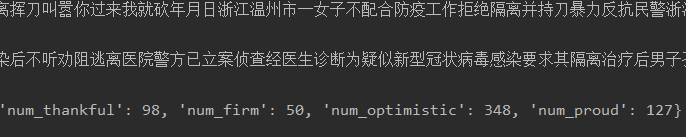 离挥刀叫嚣你过来我就砍年月日浙江温州市一女子不配合防疫工作拒绝隔离并持刀暴力反抗民警浙
染后不听劝阻逃离医院警方已立案侦查经医生诊断为疑似新型冠状病毒感染要求其隔离治疗后男子
'num_thankful': 98, 'num_firm': 50, 'num_optimistic': 348, 'num_proud': 127}